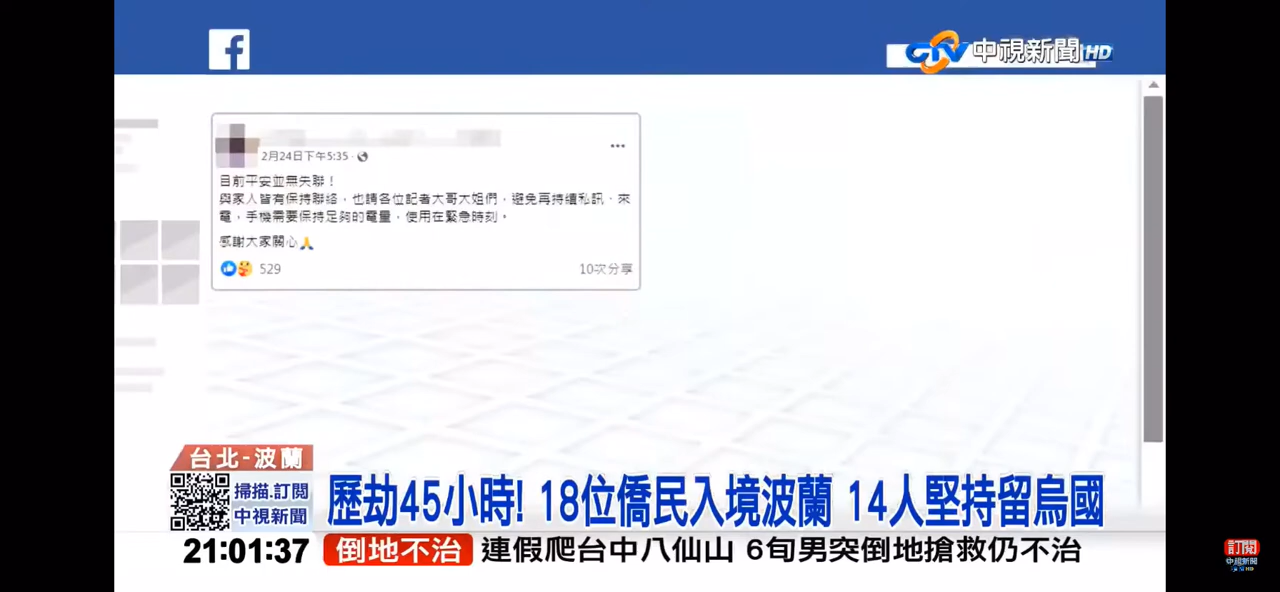 f
CTV 中視新聞HD
2月24日下午5:35
目前平安並無失聯！
與家人皆有保持聯絡，也請各位記者大哥大姐們，避免再持續私訊、來
電，手機需要保持足夠的電量，使用在緊急時刻。
感謝大家關心🙏
529
10次分享
台北-波蘭
掃描.訂閱
中視新聞
歷劫45小時! 18位僑民入境波蘭 14人堅持留烏國
21:01:37
倒地不治
連假爬台中八仙山 6旬男突倒地搶救仍不治
訂閱
中視新聞